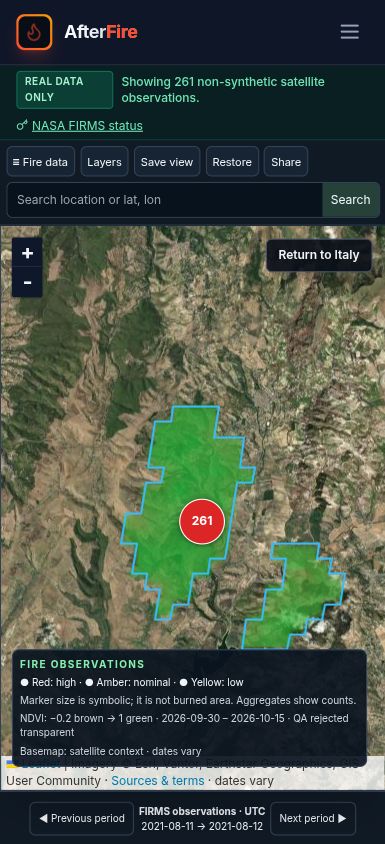 AfterFire
REAL DATA
ONLY
Showing 261 non-synthetic satellite
observations.
NASA FIRMS status
≡ Fire data
Layers
Save view
Restore
Share
Search location or lat, lon
Search
+
-
Return to Italy
261
FIRE OBSERVATIONS
● Red: high · ● Amber: nominal · ● Yellow: low
Marker size is symbolic; it is not burned area. Aggregates show counts.
NDVI: −0.2 brown → 1 green · 2026-09-30 – 2026-10-15 · QA rejected
transparent
Basemap: satellite context · dates vary
User Community · Sources & terms · dates vary
◀ Previous period
FIRMS observations · UTC
2021-08-11 → 2021-08-12
Next period ▶